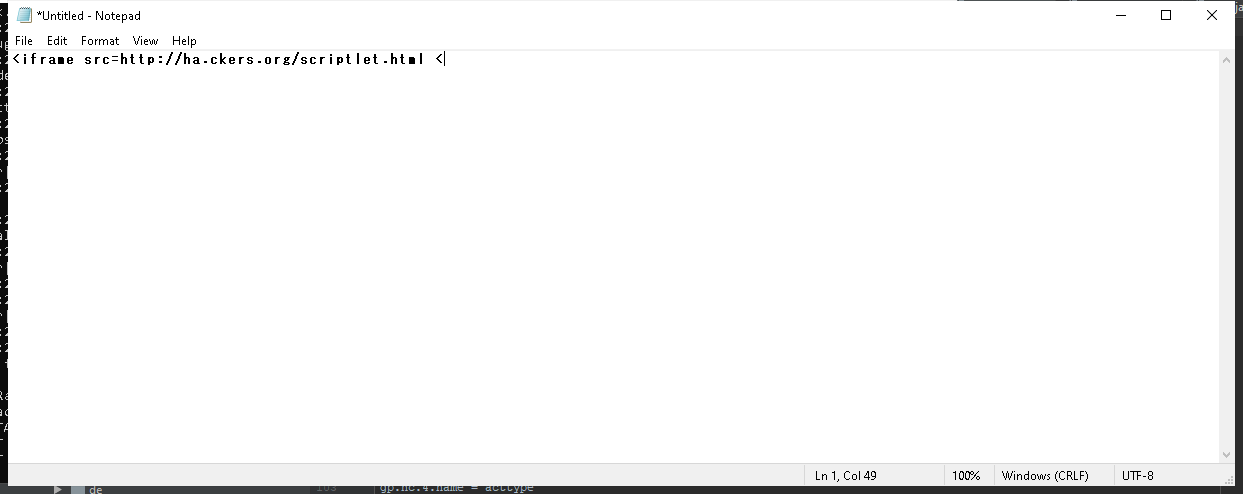 *Untitled - Notepad
File Edit Format View Help
<iframe src=http://ha.ckers.org/scriptlet.html <
Ln 1, Col 49 100% Windows (CRLF) UTF-8
de 103 gp.nc.4.name = acctype